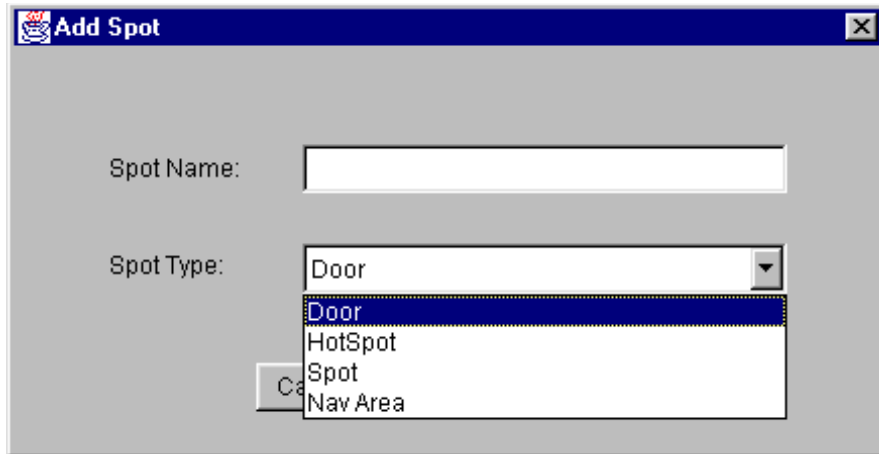 Add Spot
Spot Name:
Spot Type:
Door
Door
HotSpot
Spot
Nav Area